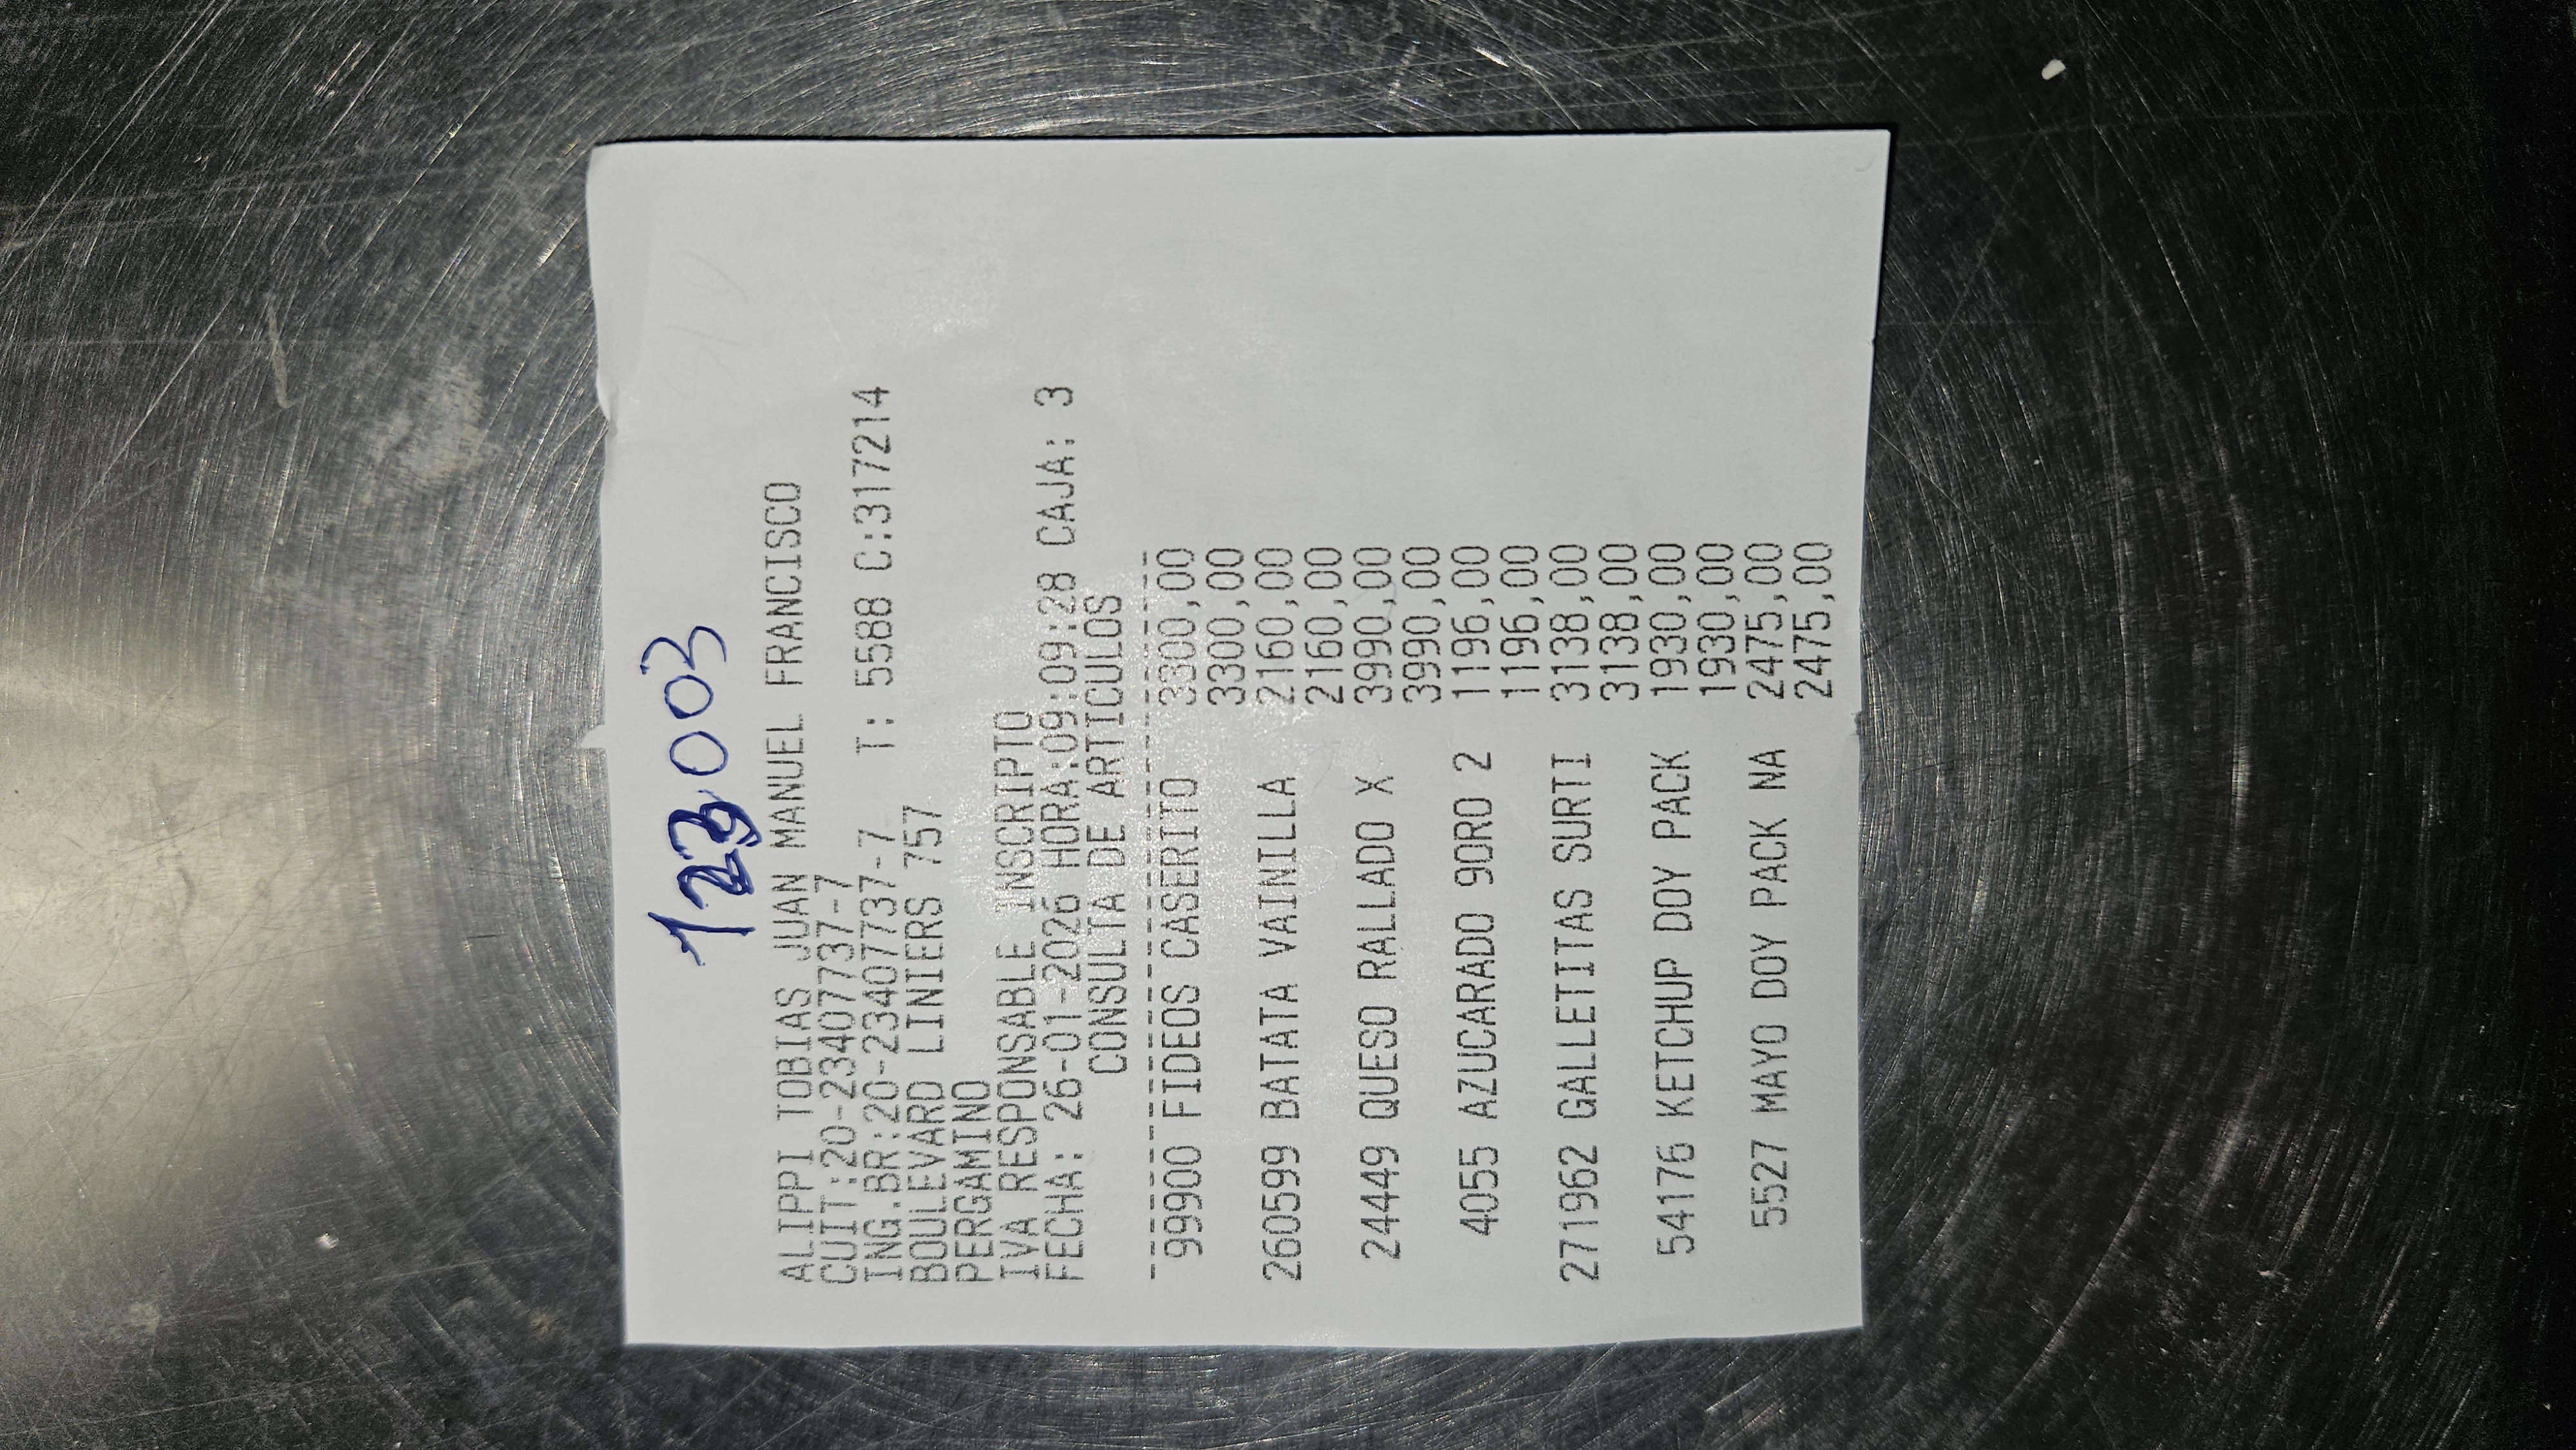 123003
ALIPPI TOBIAS JUAN MANUEL FRANCISCO
CUIT:20-23407737-7
ING.BR:20-23407737-7 T: 5588 C:317214
BOULEVARD LINIERS 757
PERGAMINO
IVA RESPONSABLE INSCRIPTO
FECHA: 26-01-2026 HORA:09:09:28 CAJA: 3
CONSULTA DE ARTICULOS
99900 FIDEOS CASERITO 3300,00
3300,00
260599 BATATA VAINILLA 2160,00
2160,00
24449 QUESO RALLADO X 3990,00
3990,00
4055 AZUCARADO 9ORO 2 1196,00
1196,00
271962 GALLETITAS SURTI 3138,00
3138,00
54176 KETCHUP DOY PACK 1930,00
1930,00
5527 MAYO DOY PACK NA 2475,00
2475,00